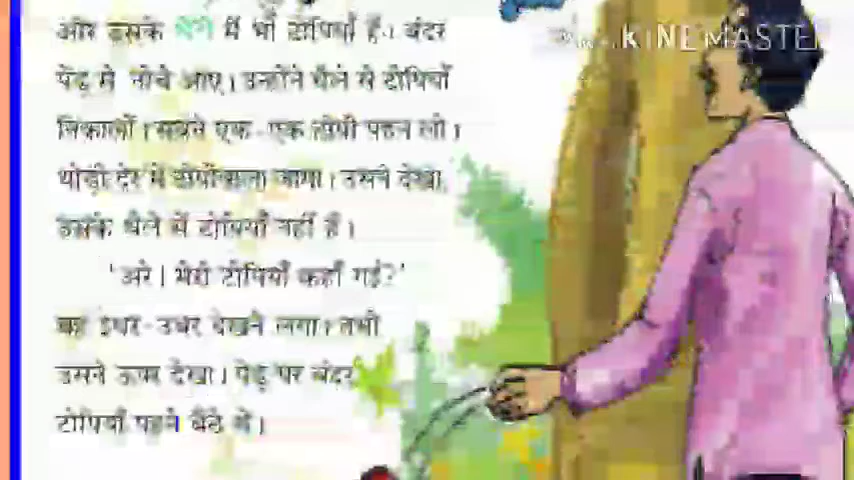 और उसके थैले में भी टोपियाँ हैं। बंदर
पेड़ से नीचे आए। उन्होंने थैले से टोपियाँ
निकालीं। सबने एक-एक टोपी पहन ली।
थोड़ी देर में टोपीवाला जागा। उसने देखा,
उसके थैले में टोपियाँ नहीं हैं।
'अरे! मेरी टोपियाँ कहाँ गईं?'
वह इधर-उधर देखने लगा। तभी
उसने ऊपर देखा। पेड़ पर बंदर
टोपियाँ पहने बैठे थे।
KINEMASTER